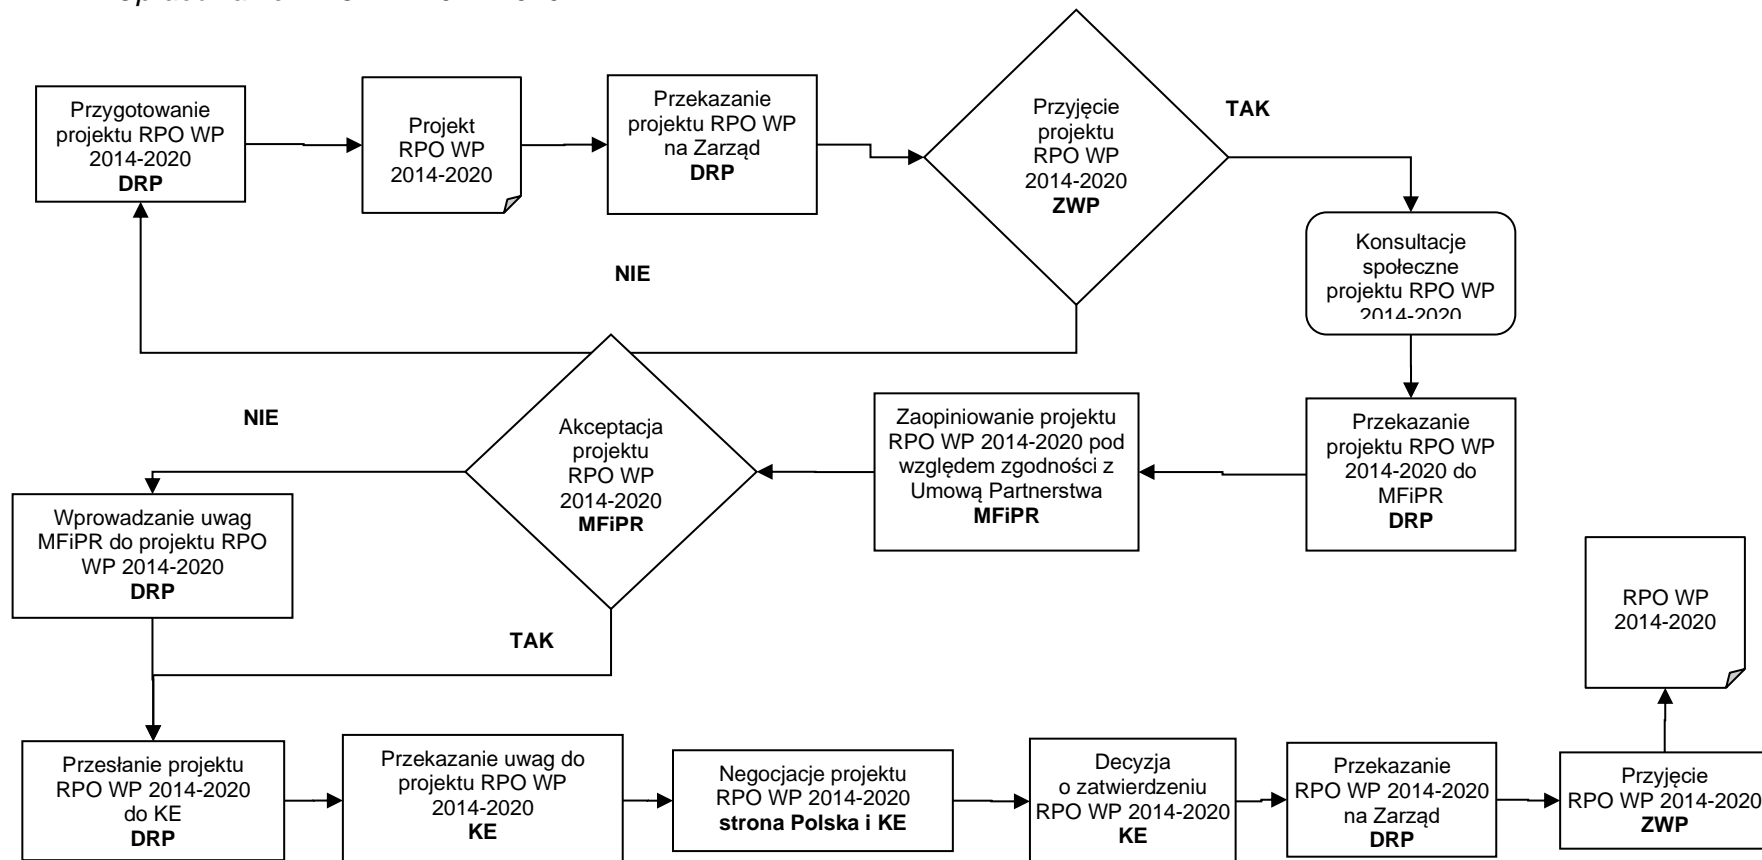 Przygotowanie
projektu RPO WP
2014-2020
DRP
Projekt
RPO WP
2014-2020
Przekazanie
projektu RPO WP
na Zarząd
DRP
Przyjęcie
projektu
RPO WP
2014-2020
ZWP
TAK
NIE
Konsultacje
społeczne
projektu RPO WP
2014-2020
Przekazanie
projektu RPO WP
2014-2020 do
MFiPR
DRP
Zaopiniowanie projektu
RPO WP 2014-2020 pod
względem zgodności z
Umową Partnerstwa
MFiPR
Akceptacja
projektu
RPO WP
2014-2020
MFiPR
NIE
Wprowadzanie uwag
MFiPR do projektu RPO
WP 2014-2020
DRP
TAK
Przesłanie projektu
RPO WP 2014-2020
do KE
DRP
Przekazanie uwag do
projektu RPO WP
2014-2020
KE
Negocjacje projektu
RPO WP 2014-2020
strona Polska i KE
Decyzja
o zatwierdzeniu
RPO WP 2014-2020
KE
Przekazanie
RPO WP 2014-2020
na Zarząd
DRP
Przyjęcie
RPO WP 2014-2020
ZWP
RPO WP
2014-2020